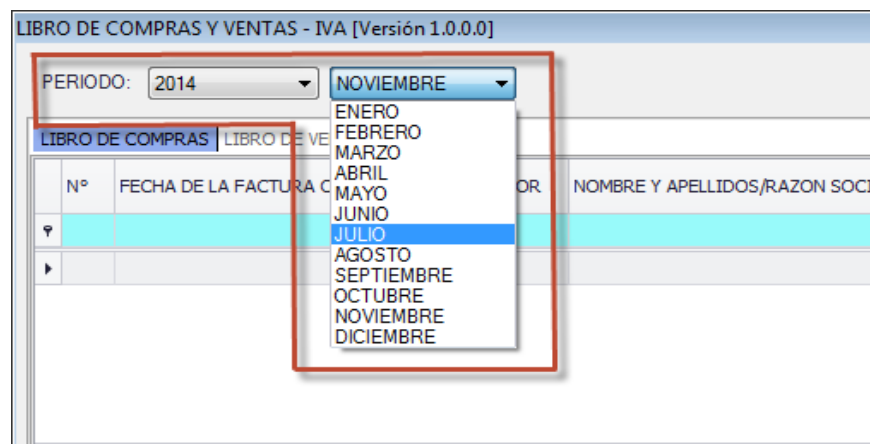 LIBRO DE COMPRAS Y VENTAS - IVA [Versión 1.0.0.0]
PERIODO: 2014 NOVIEMBRE
ENERO
FEBRERO
MARZO
ABRIL
MAYO
JUNIO
JULIO
AGOSTO
SEPTIEMBRE
OCTUBRE
NOVIEMBRE
DICIEMBRE
LIBRO DE COMPRAS LIBRO DE VE
Nº FECHA DE LA FACTURA O OR NOMBRE Y APELLIDOS/RAZON SOCI